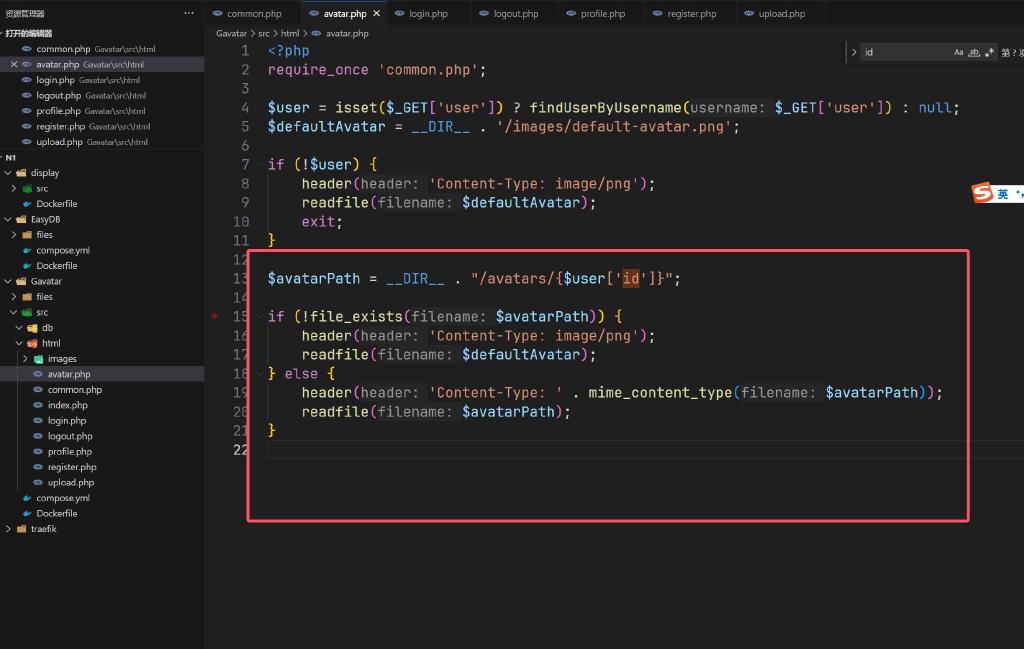 资源管理器 ···
打开的编辑器
common.php Gavatar\src\html
avatar.php Gavatar\src\html
login.php Gavatar\src\html
logout.php Gavatar\src\html
profile.php Gavatar\src\html
register.php Gavatar\src\html
upload.php Gavatar\src\html
N1
display
src
Dockerfile
EasyDB
files
compose.yml
Dockerfile
Gavatar
files
src
db
html
images
avatar.php
common.php
index.php
login.php
logout.php
profile.php
register.php
upload.php
compose.yml
Dockerfile
traefik
common.php avatar.php login.php logout.php profile.php register.php upload.php
Gavatar > src > html > avatar.php
id Aa ab .* 第 ? 项
1 <?php
2 require_once 'common.php';
3
4 $user = isset($_GET['user']) ? findUserByUsername(username: $_GET['user']) : null;
5 $defaultAvatar = __DIR__ . '/images/default-avatar.png';
6
7 if (!$user) {
8 header(header: 'Content-Type: image/png');
9 readfile(filename: $defaultAvatar);
10 exit;
11 }
12
13 $avatarPath = __DIR__ . "/avatars/{$user['id']}";
14
15 if (!file_exists(filename: $avatarPath)) {
16 header(header: 'Content-Type: image/png');
17 readfile(filename: $defaultAvatar);
18 } else {
19 header(header: 'Content-Type: ' . mime_content_type(filename: $avatarPath));
20 readfile(filename: $avatarPath);
21 }
22
S 英